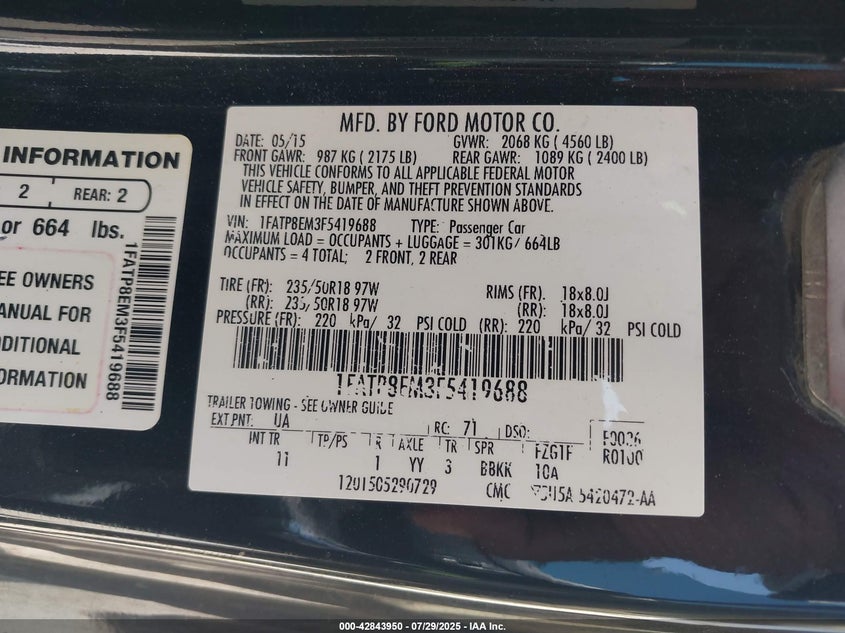 INFORMATION
2 REAR: 2
or 664 lbs.
EE OWNERS
MANUAL FOR
DDITIONAL
ORMATION
1FATP8EM3F5419688
MFD. BY FORD MOTOR CO.
DATE: 05/15 GVWR: 2068 KG ( 4560 LB)
FRONT GAWR: 987 KG ( 2175 LB) REAR GAWR: 1089 KG ( 2400 LB)
THIS VEHICLE CONFORMS TO ALL APPLICABLE FEDERAL MOTOR
VEHICLE SAFETY, BUMPER, AND THEFT PREVENTION STANDARDS
IN EFFECT ON THE DATE OF MANUFACTURE SHOWN ABOVE.
VIN: 1FATP8EM3F5419688 TYPE: Passenger Car
MAXIMUM LOAD = OCCUPANTS + LUGGAGE = 301KG/ 664LB
OCCUPANTS = 4 TOTAL; 2 FRONT, 2 REAR
TIRE (FR): 235/50R18 97W RIMS (FR). 18x8.0J
(RR): 235/50R18 97W (RR): 18x8.0J
PRESSURE (FR): 220 kPa/ 32 PSI COLD (RR): 220 kPa/ 32 PSI COLD
1FATP8EM3F5419688
TRAILER TOWING - SEE OWNER GUIDE
EXT PNT: UA RC: 71 DSO:
INT TR TP/PS R AXLE TR SPR
11 1 YY 3 BBKK 10A
R0100
1201505290729 CMC 5420472-AA
000-42843950 - 07/29/2025 - IAA Inc.